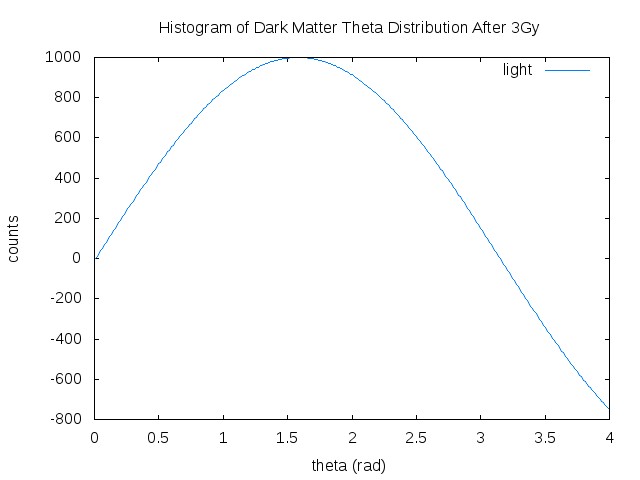 Histogram of Dark Matter Theta Distribution After 3Gy
light
1000
800
600
400
200
0
-200
-400
-600
-800
counts
0 0.5 1 1.5 2 2.5 3 3.5 4
theta (rad)